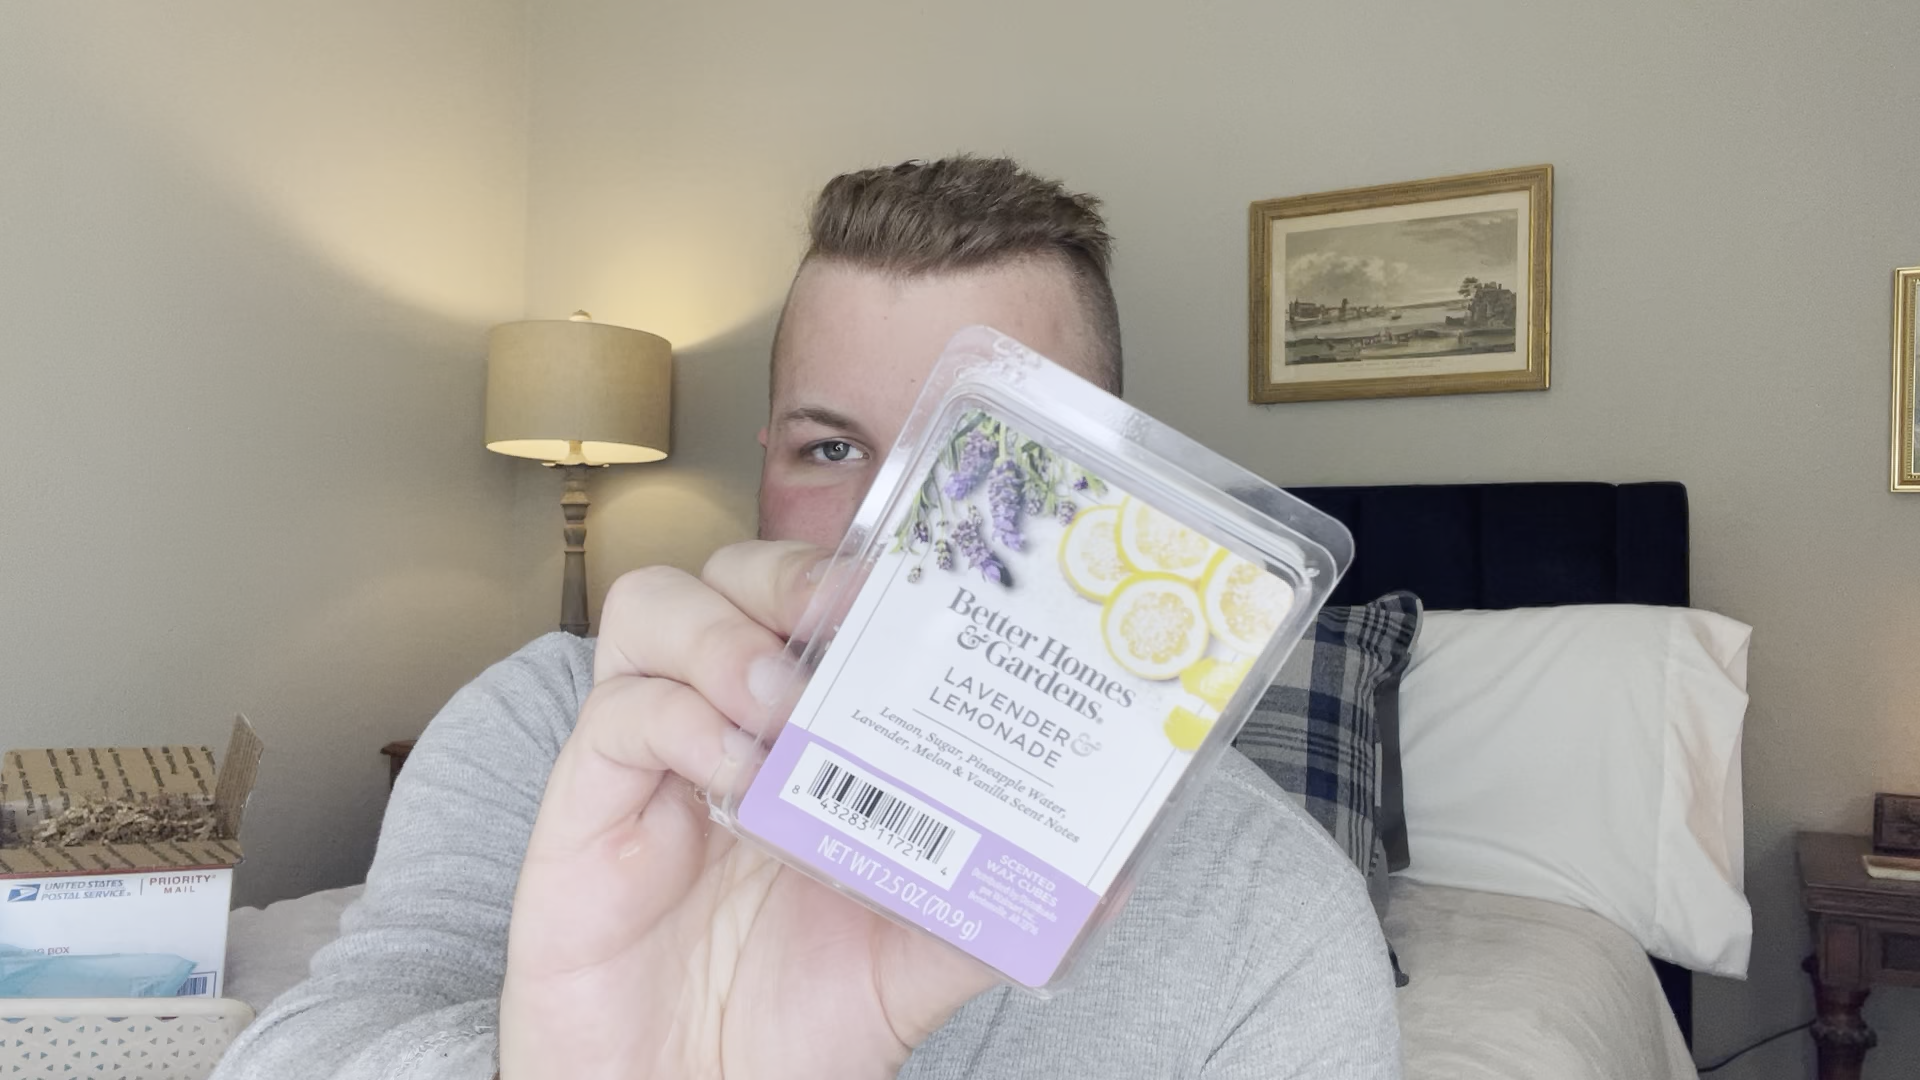 Better Homes
& Gardens®
LAVENDER &
LEMONADE
Lemon, Sugar, Pineapple Water,
Lavender, Melon & Vanilla Scent Notes
8 43283 11721 4
NET WT 2.5 OZ (70.9 g)
SCENTED
WAX CUBES
UNITED STATES
POSTAL SERVICE®
PRIORITY®
MAIL
BOX